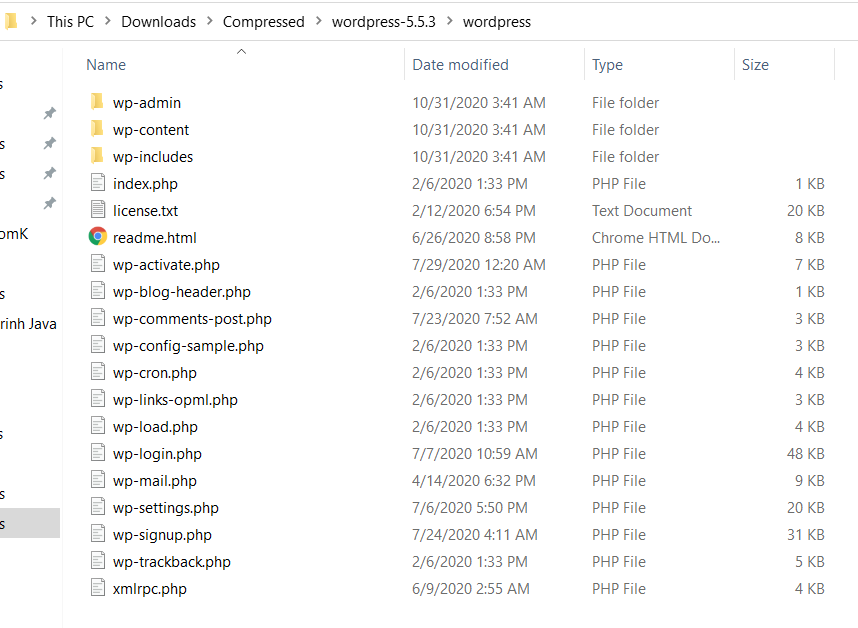 This PC > Downloads > Compressed > wordpress-5.5.3 > wordpress
Name Date modified Type Size
wp-admin 10/31/2020 3:41 AM File folder
wp-content 10/31/2020 3:41 AM File folder
wp-includes 10/31/2020 3:41 AM File folder
index.php 2/6/2020 1:33 PM PHP File 1 KB
license.txt 2/12/2020 6:54 PM Text Document 20 KB
readme.html 6/26/2020 8:58 PM Chrome HTML Do... 8 KB
wp-activate.php 7/29/2020 12:20 AM PHP File 7 KB
wp-blog-header.php 2/6/2020 1:33 PM PHP File 1 KB
wp-comments-post.php 7/23/2020 7:52 AM PHP File 3 KB
wp-config-sample.php 2/6/2020 1:33 PM PHP File 3 KB
wp-cron.php 2/6/2020 1:33 PM PHP File 4 KB
wp-links-opml.php 2/6/2020 1:33 PM PHP File 3 KB
wp-load.php 2/6/2020 1:33 PM PHP File 4 KB
wp-login.php 7/7/2020 10:59 AM PHP File 48 KB
wp-mail.php 4/14/2020 6:32 PM PHP File 9 KB
wp-settings.php 7/6/2020 5:50 PM PHP File 20 KB
wp-signup.php 7/24/2020 4:11 AM PHP File 31 KB
wp-trackback.php 2/6/2020 1:33 PM PHP File 5 KB
xmlrpc.php 6/9/2020 2:55 AM PHP File 4 KB
s
s
s
omK
s
rinh Java
s
s
s